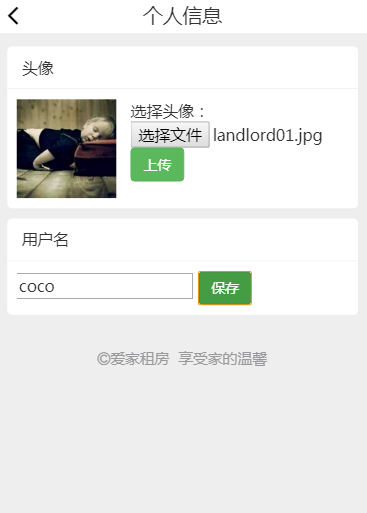 个人信息
头像
选择头像：
选择文件 landlord01.jpg
上传
用户名
coco 保存
©爱家租房 享受家的温馨